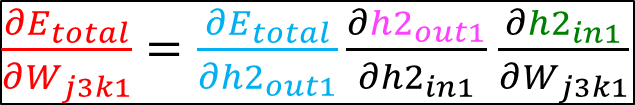 ∂E_total/∂W_j3k1 = ∂E_total/∂h2_out1 ∂h2_out1/∂h2_in1 ∂h2_in1/∂W_j3k1